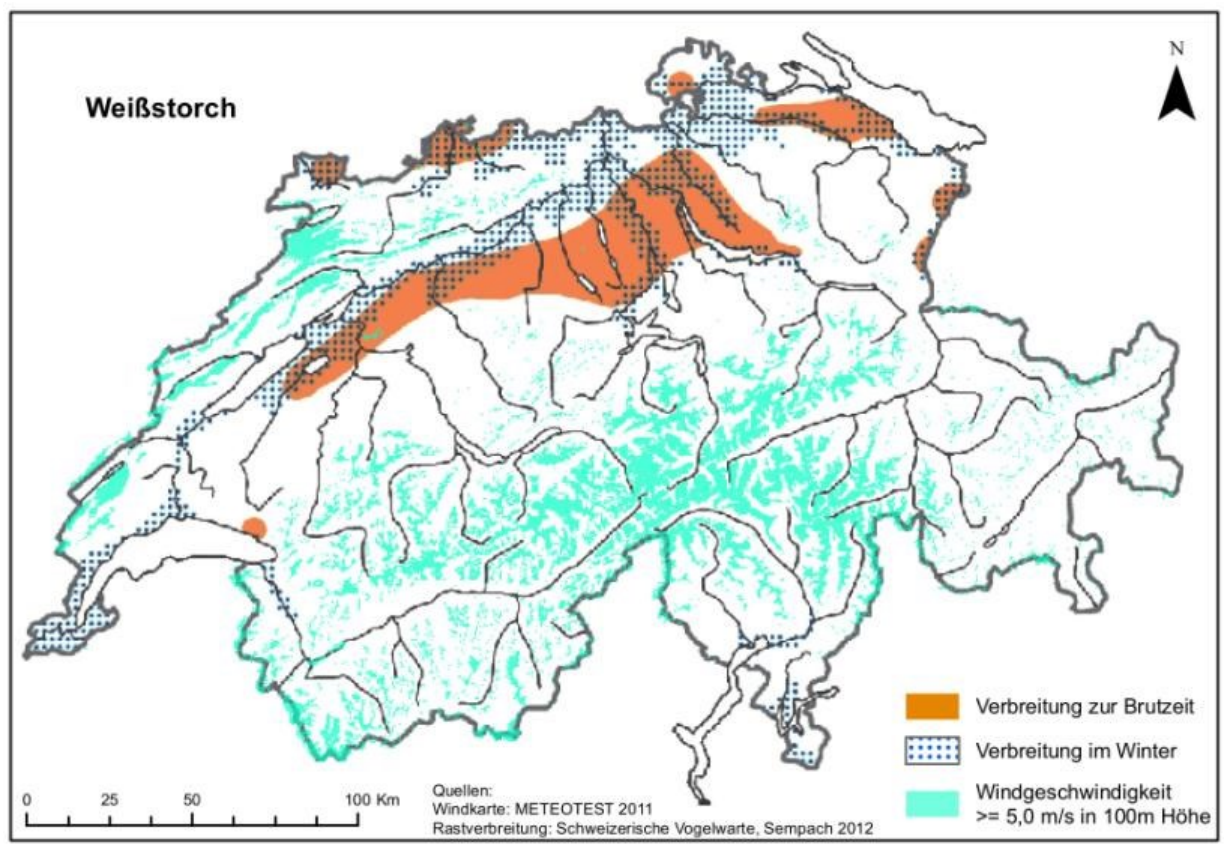 Weißstorch
N
Verbreitung zur Brutzeit
Verbreitung im Winter
Windgeschwindigkeit
>= 5,0 m/s in 100m Höhe
0 25 50 100 Km
Quellen:
Windkarte: METEOTEST 2011
Rastverbreitung: Schweizerische Vogelwarte, Sempach 2012